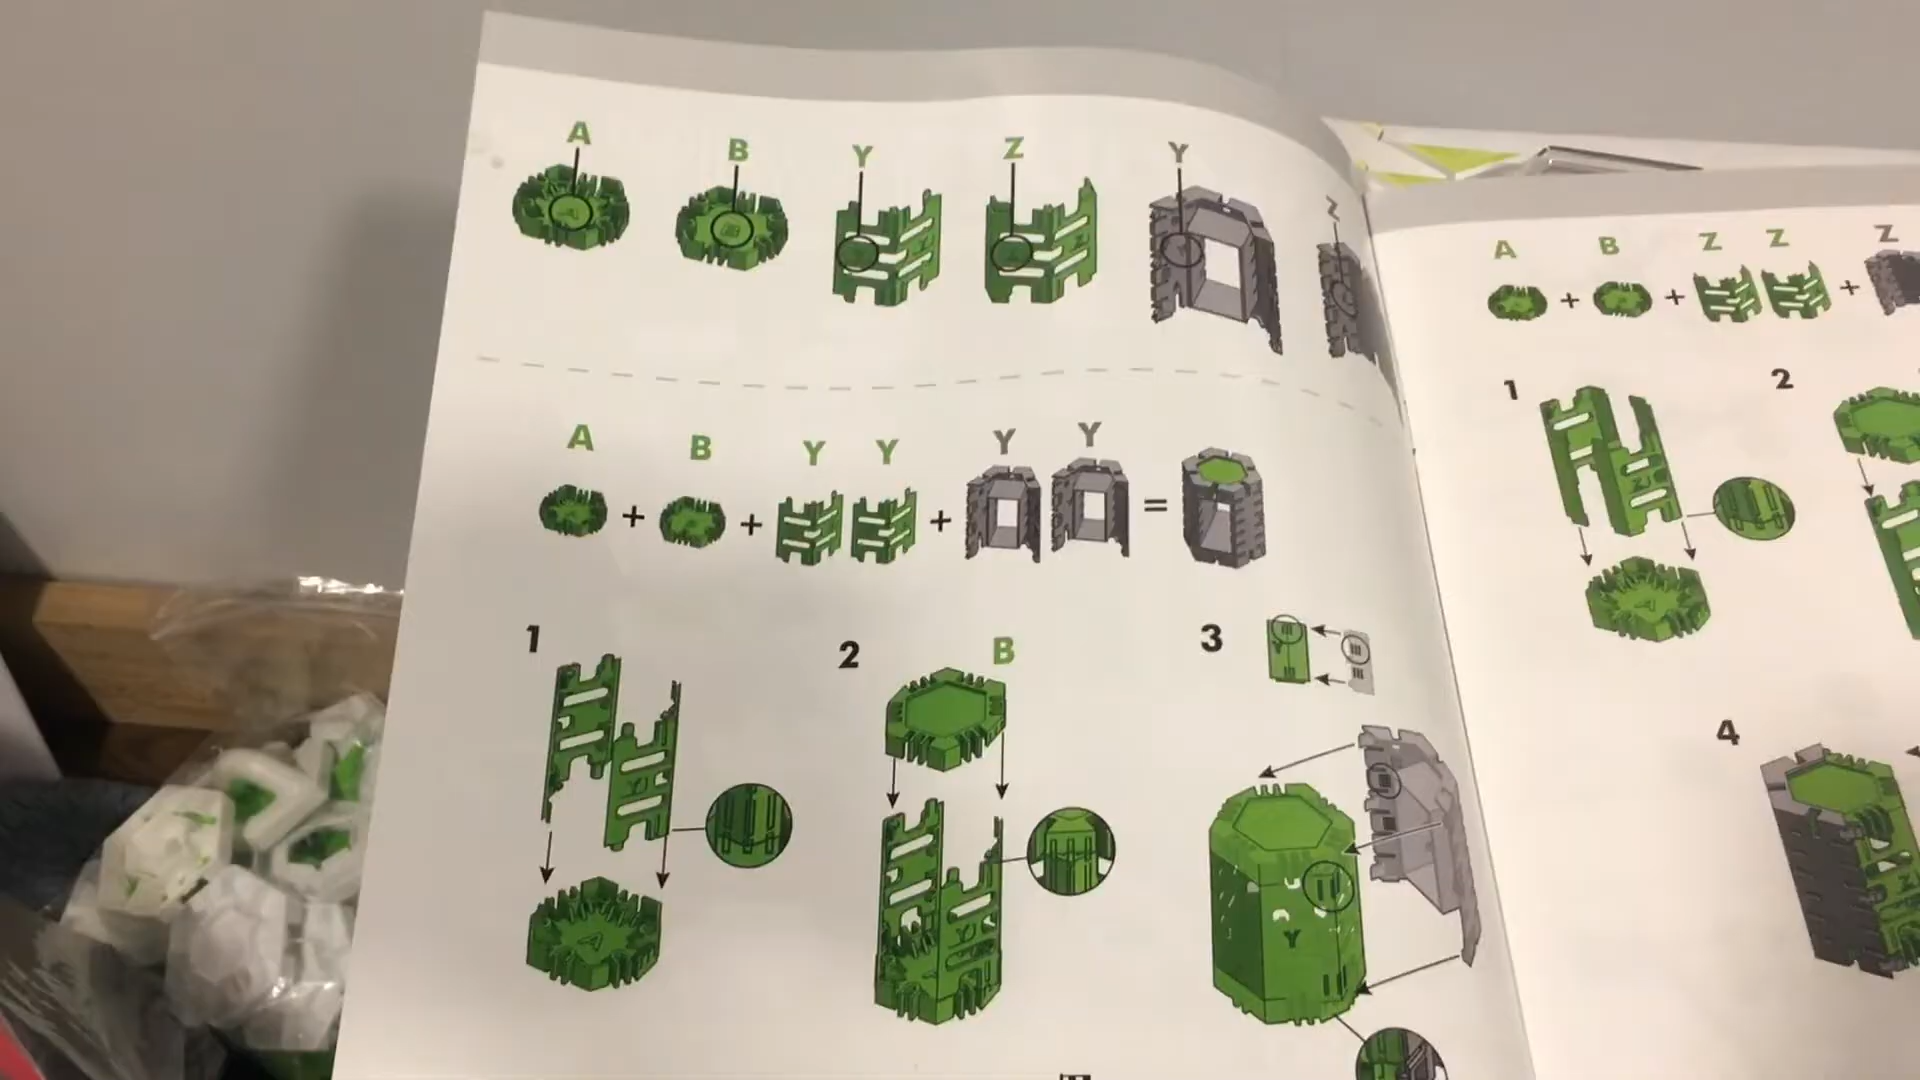 A B Y Z Y Z
A B Y Y Y Y
+ + + =
1 2 B 3
Y
Y
A
A B Z Z Z
+ + +
1 2
Z
A
4
Z